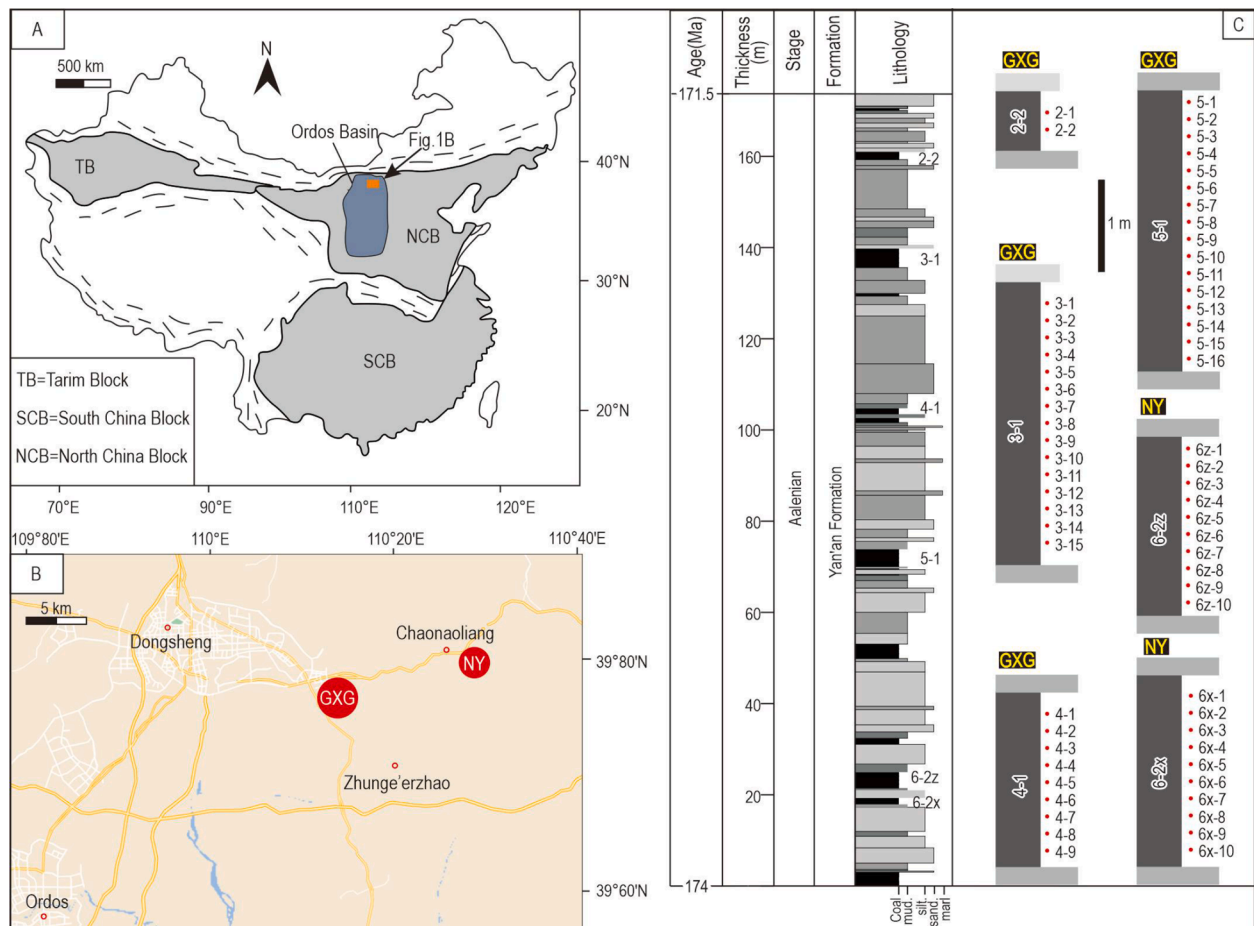 A
500 km
N
Ordos Basin
Fig.1B
TB
NCB
SCB
40°N
30°N
20°N
TB=Tarim Block
SCB=South China Block
NCB=North China Block
70°E
90°E
110°E
120°E
109°80'E
110°E
110°20'E
110°40'E
B
5 km
Dongsheng
Chaonaoliang
NY
GXG
Zhunge'erzhao
Ordos
39°80'N
39°60'N
C
Age(Ma)
Thickness (m)
Stage
Formation
Lithology
171.5
174
160
140
120
100
80
60
40
20
Aalenian
Yan'an Formation
2-2
3-1
4-1
5-1
6-2z
6-2x
Coal
mud.
silt.
sand.
marl
GXG
2-2
2-1
2-2
1 m
GXG
3-1
3-1
3-2
3-3
3-4
3-5
3-6
3-7
3-8
3-9
3-10
3-11
3-12
3-13
3-14
3-15
GXG
4-1
4-1
4-2
4-3
4-4
4-5
4-6
4-7
4-8
4-9
GXG
5-1
5-1
5-2
5-3
5-4
5-5
5-6
5-7
5-8
5-9
5-10
5-11
5-12
5-13
5-14
5-15
5-16
NY
6-2z
6z-1
6z-2
6z-3
6z-4
6z-5
6z-6
6z-7
6z-8
6z-9
6z-10
NY
6-2x
6x-1
6x-2
6x-3
6x-4
6x-5
6x-6
6x-7
6x-8
6x-9
6x-10